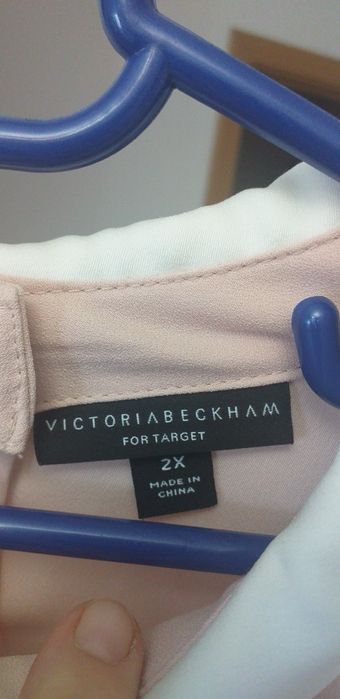 VICTORIABECKHAM
FOR TARGET
2X
MADE IN
CHINA